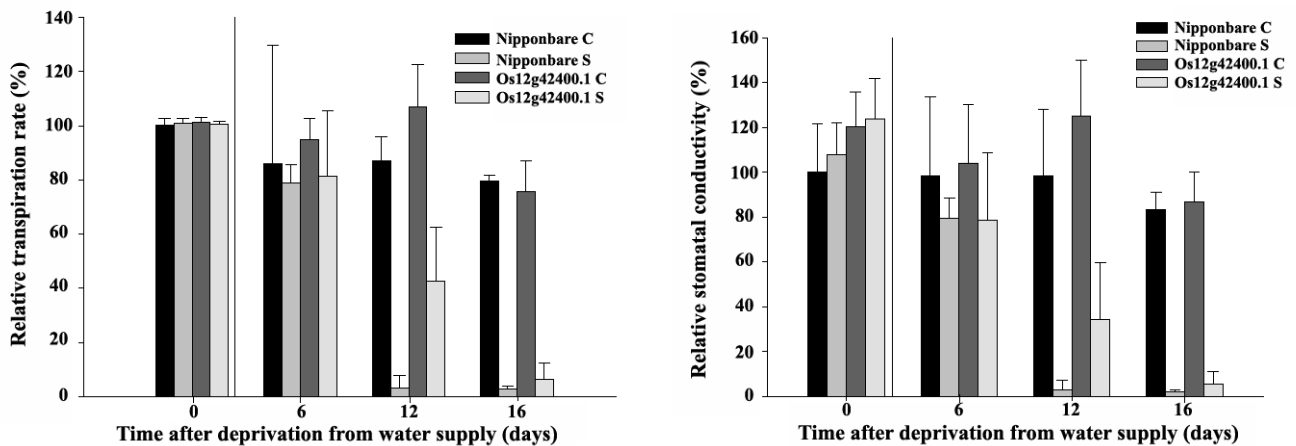 Relative transpiration rate (%)
140
120
100
80
60
40
20
0
0
6
12
16
Time after deprivation from water supply (days)
Nipponbare C
Nipponbare S
Os12g42400.1 C
Os12g42400.1 S
Relative stomatal conductivity (%)
160
140
120
100
80
60
40
20
0
0
6
12
16
Time after deprivation from water supply (days)
Nipponbare C
Nipponbare S
Os12g42400.1 C
Os12g42400.1 S